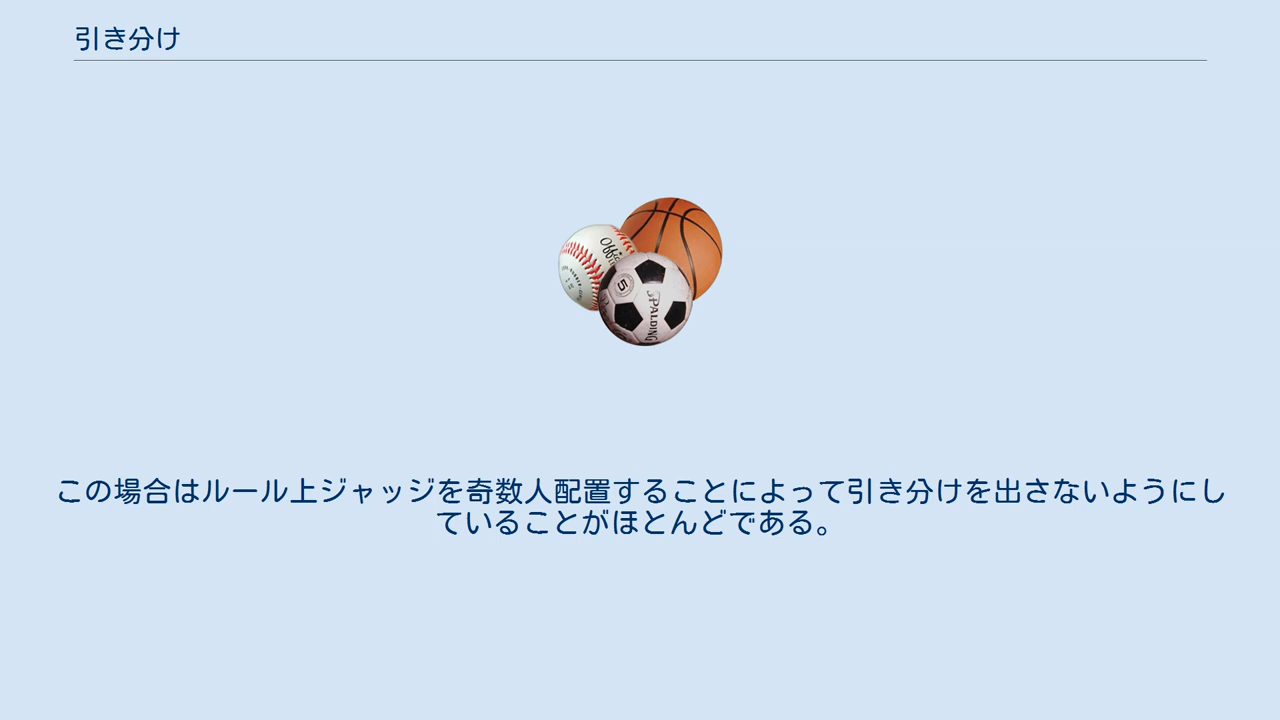 引き分け
Offic
5
SPALDING
この場合はルール上ジャッジを奇数人配置することによって引き分けを出さないようにし
ていることがほとんどである。